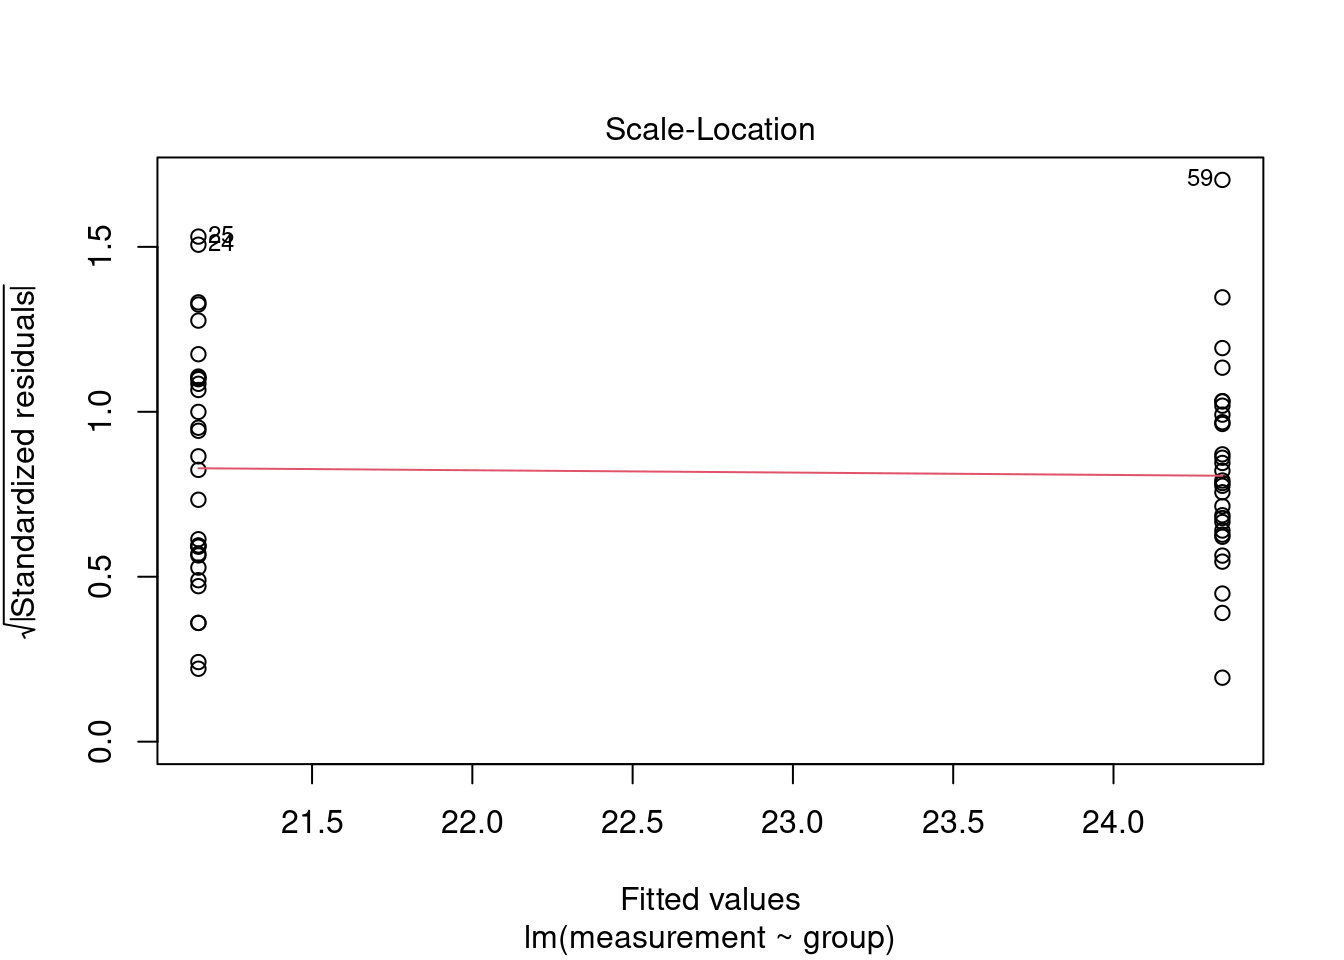 Scale-Location
√|Standardized residuals|
1.5
1.0
0.5
0.0
59
25
24
21.5 22.0 22.5 23.0 23.5 24.0
Fitted values
lm(measurement ~ group)